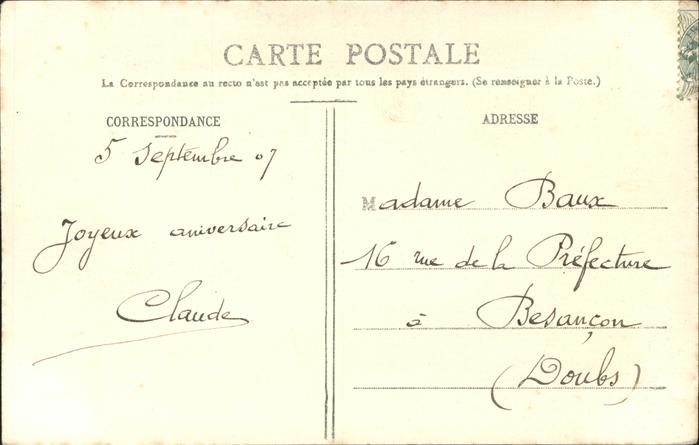 CARTE POSTALE
La Correspondance au recto n'est pas acceptée par tous les pays étrangers. (Se renseigner à la Poste.)
CORRESPONDANCE
5 Septembre 07
Joyeux aniversaire
Claude
ADRESSE
Madame Baux
16 rue de la Préfecture
à Besançon
(Doubs)